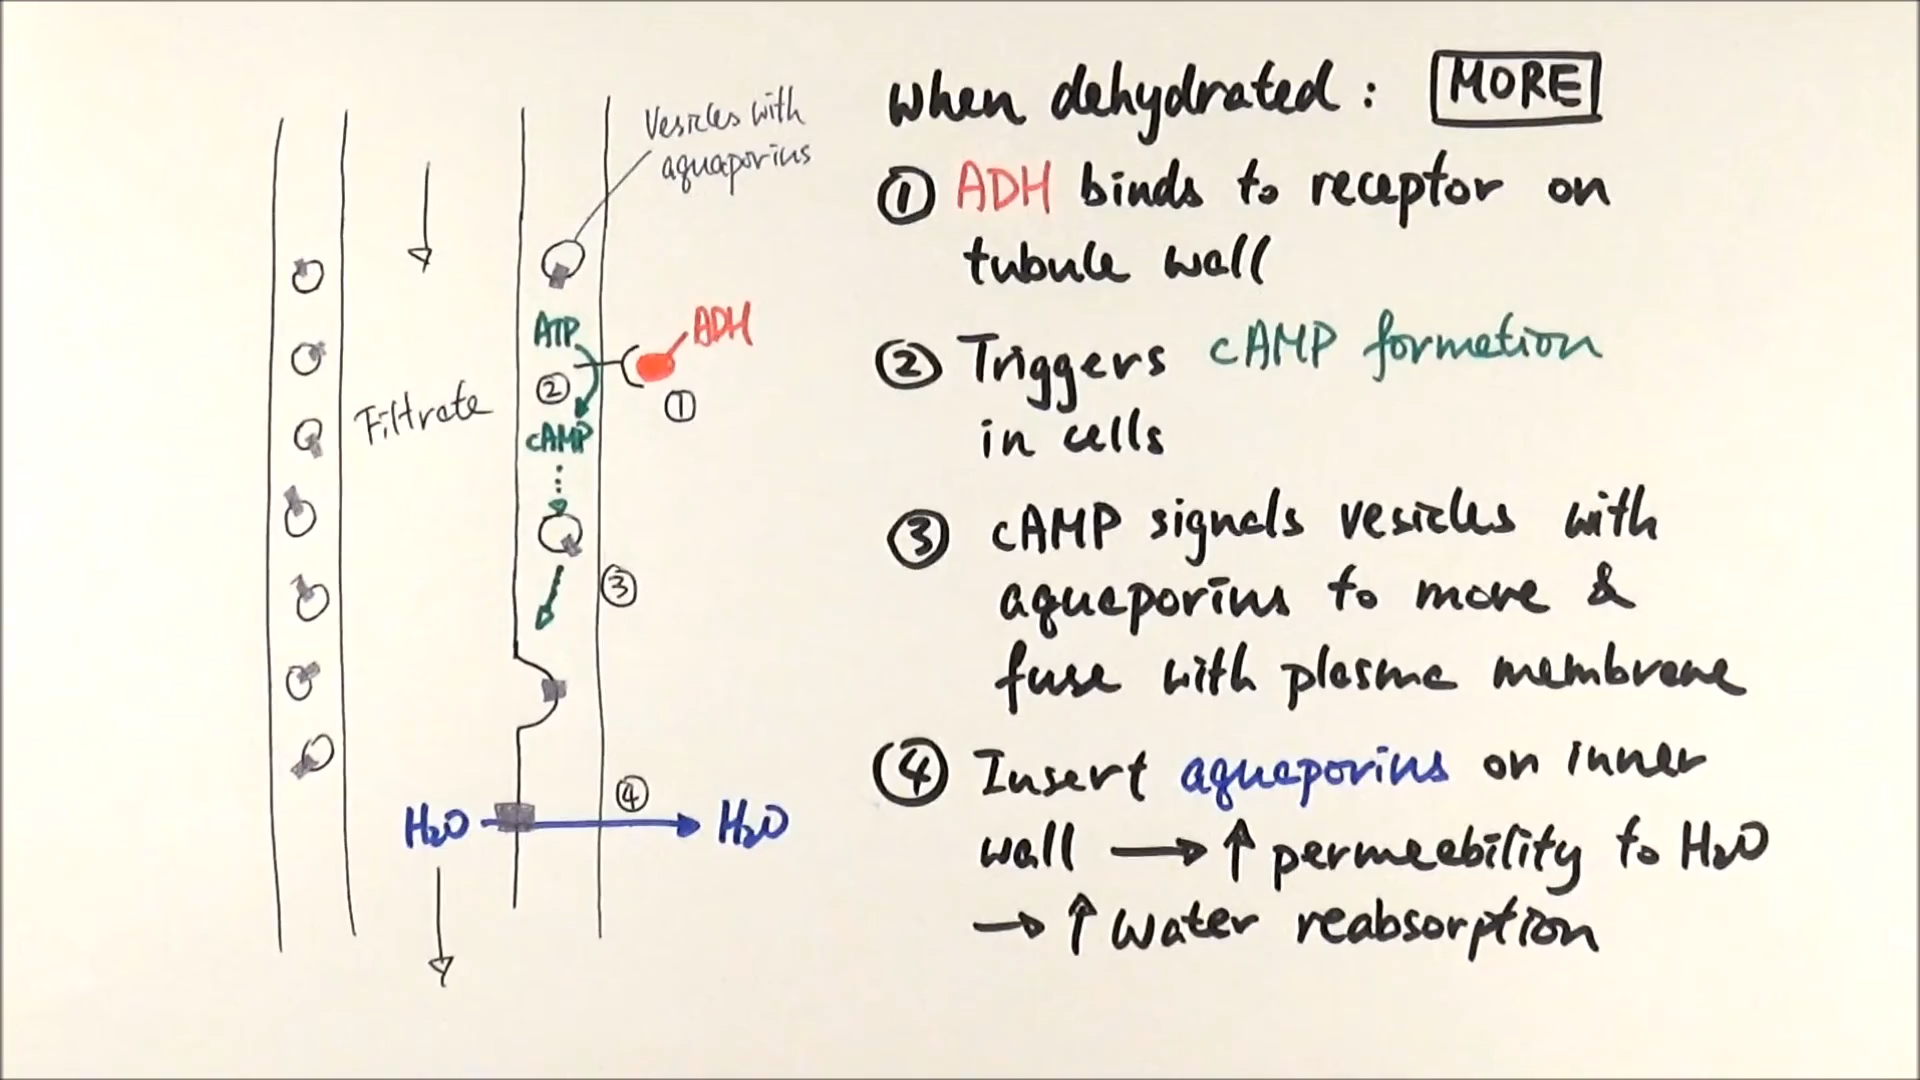 Vesicles with
aquaporins
ATP
ADH
②
①
Filtrate
cAMP
③
④
H₂O
H₂O
When dehydrated: MORE
① ADH binds to receptor on
tubule wall
② Triggers cAMP formation
in cells
③ cAMP signals vesicles with
aquaporins to move &
fuse with plasma membrane
④ Insert aquaporins on inner
wall → ↑ permeability to H₂O
→ ↑ water reabsorption